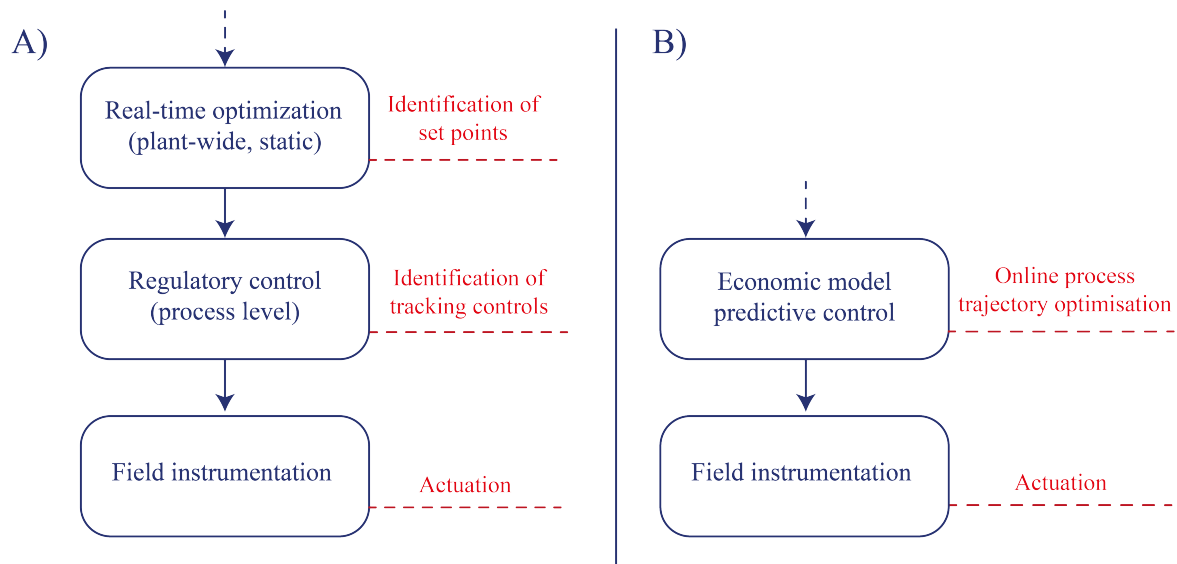 A)
Real-time optimization
(plant-wide, static)
Identification of
set points
Regulatory control
(process level)
Identification of
tracking controls
Field instrumentation
Actuation
B)
Economic model
predictive control
Online process
trajectory optimisation
Field instrumentation
Actuation